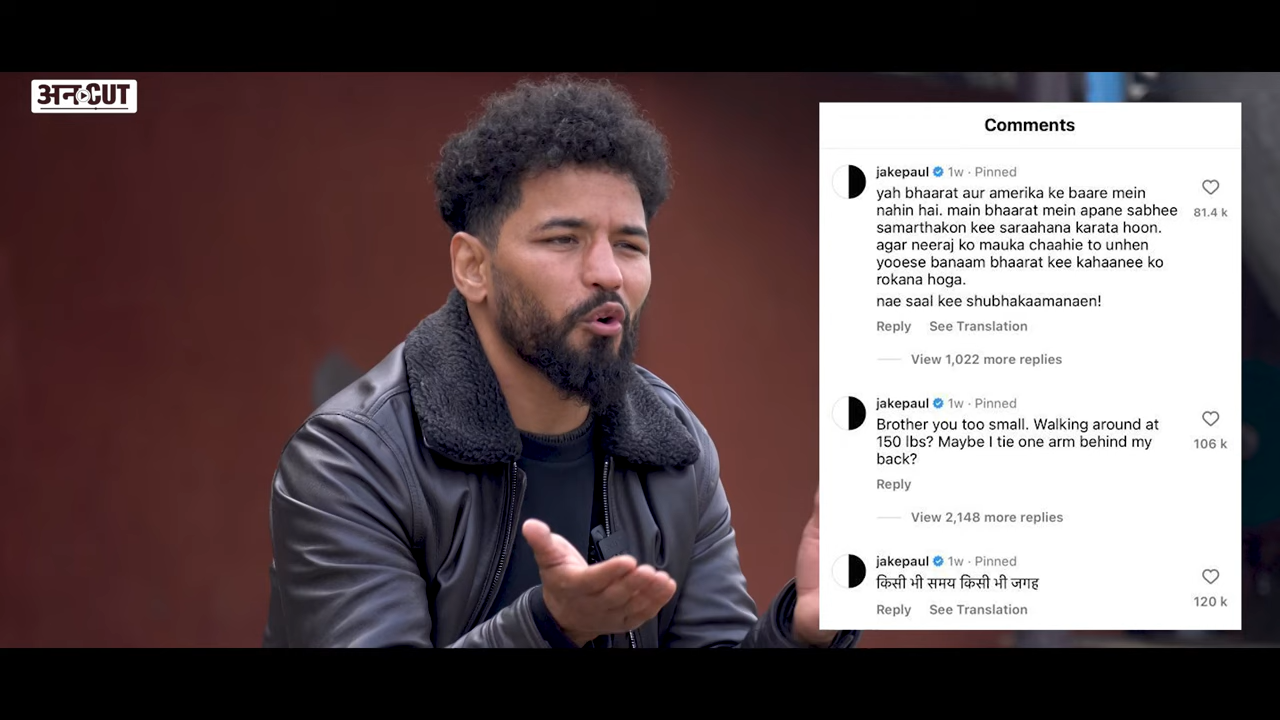 अनCUT
Comments
jakepaul 1w · Pinned
yah bhaarat aur amerika ke baare mein
nahin hai. main bhaarat mein apane sabhee
samarthakon kee saraahana karata hoon.
agar neeraj ko mauka chaahie to unhen
yooese banaam bhaarat kee kahaanee ko
rokana hoga.
nae saal kee shubhakaamanaen!
81.4 k
Reply See Translation
View 1,022 more replies
jakepaul 1w · Pinned
Brother you too small. Walking around at
150 lbs? Maybe I tie one arm behind my
back?
106 k
Reply
View 2,148 more replies
jakepaul 1w · Pinned
किसी भी समय किसी भी जगह
120 k
Reply See Translation